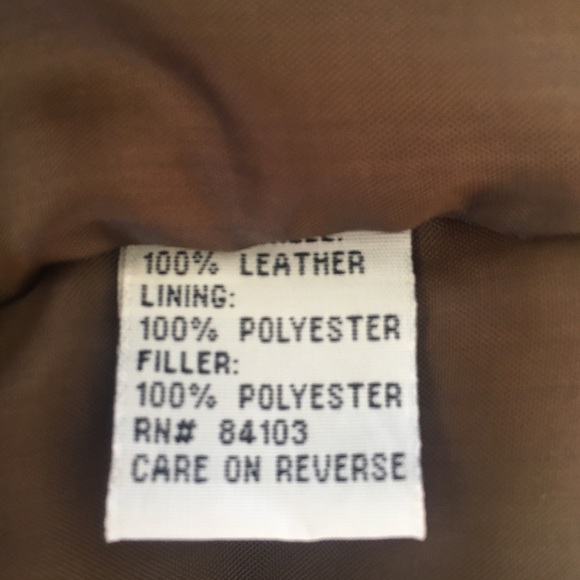 100% LEATHER
LINING:
100% POLYESTER
FILLER:
100% POLYESTER
RN# 84103
CARE ON REVERSE